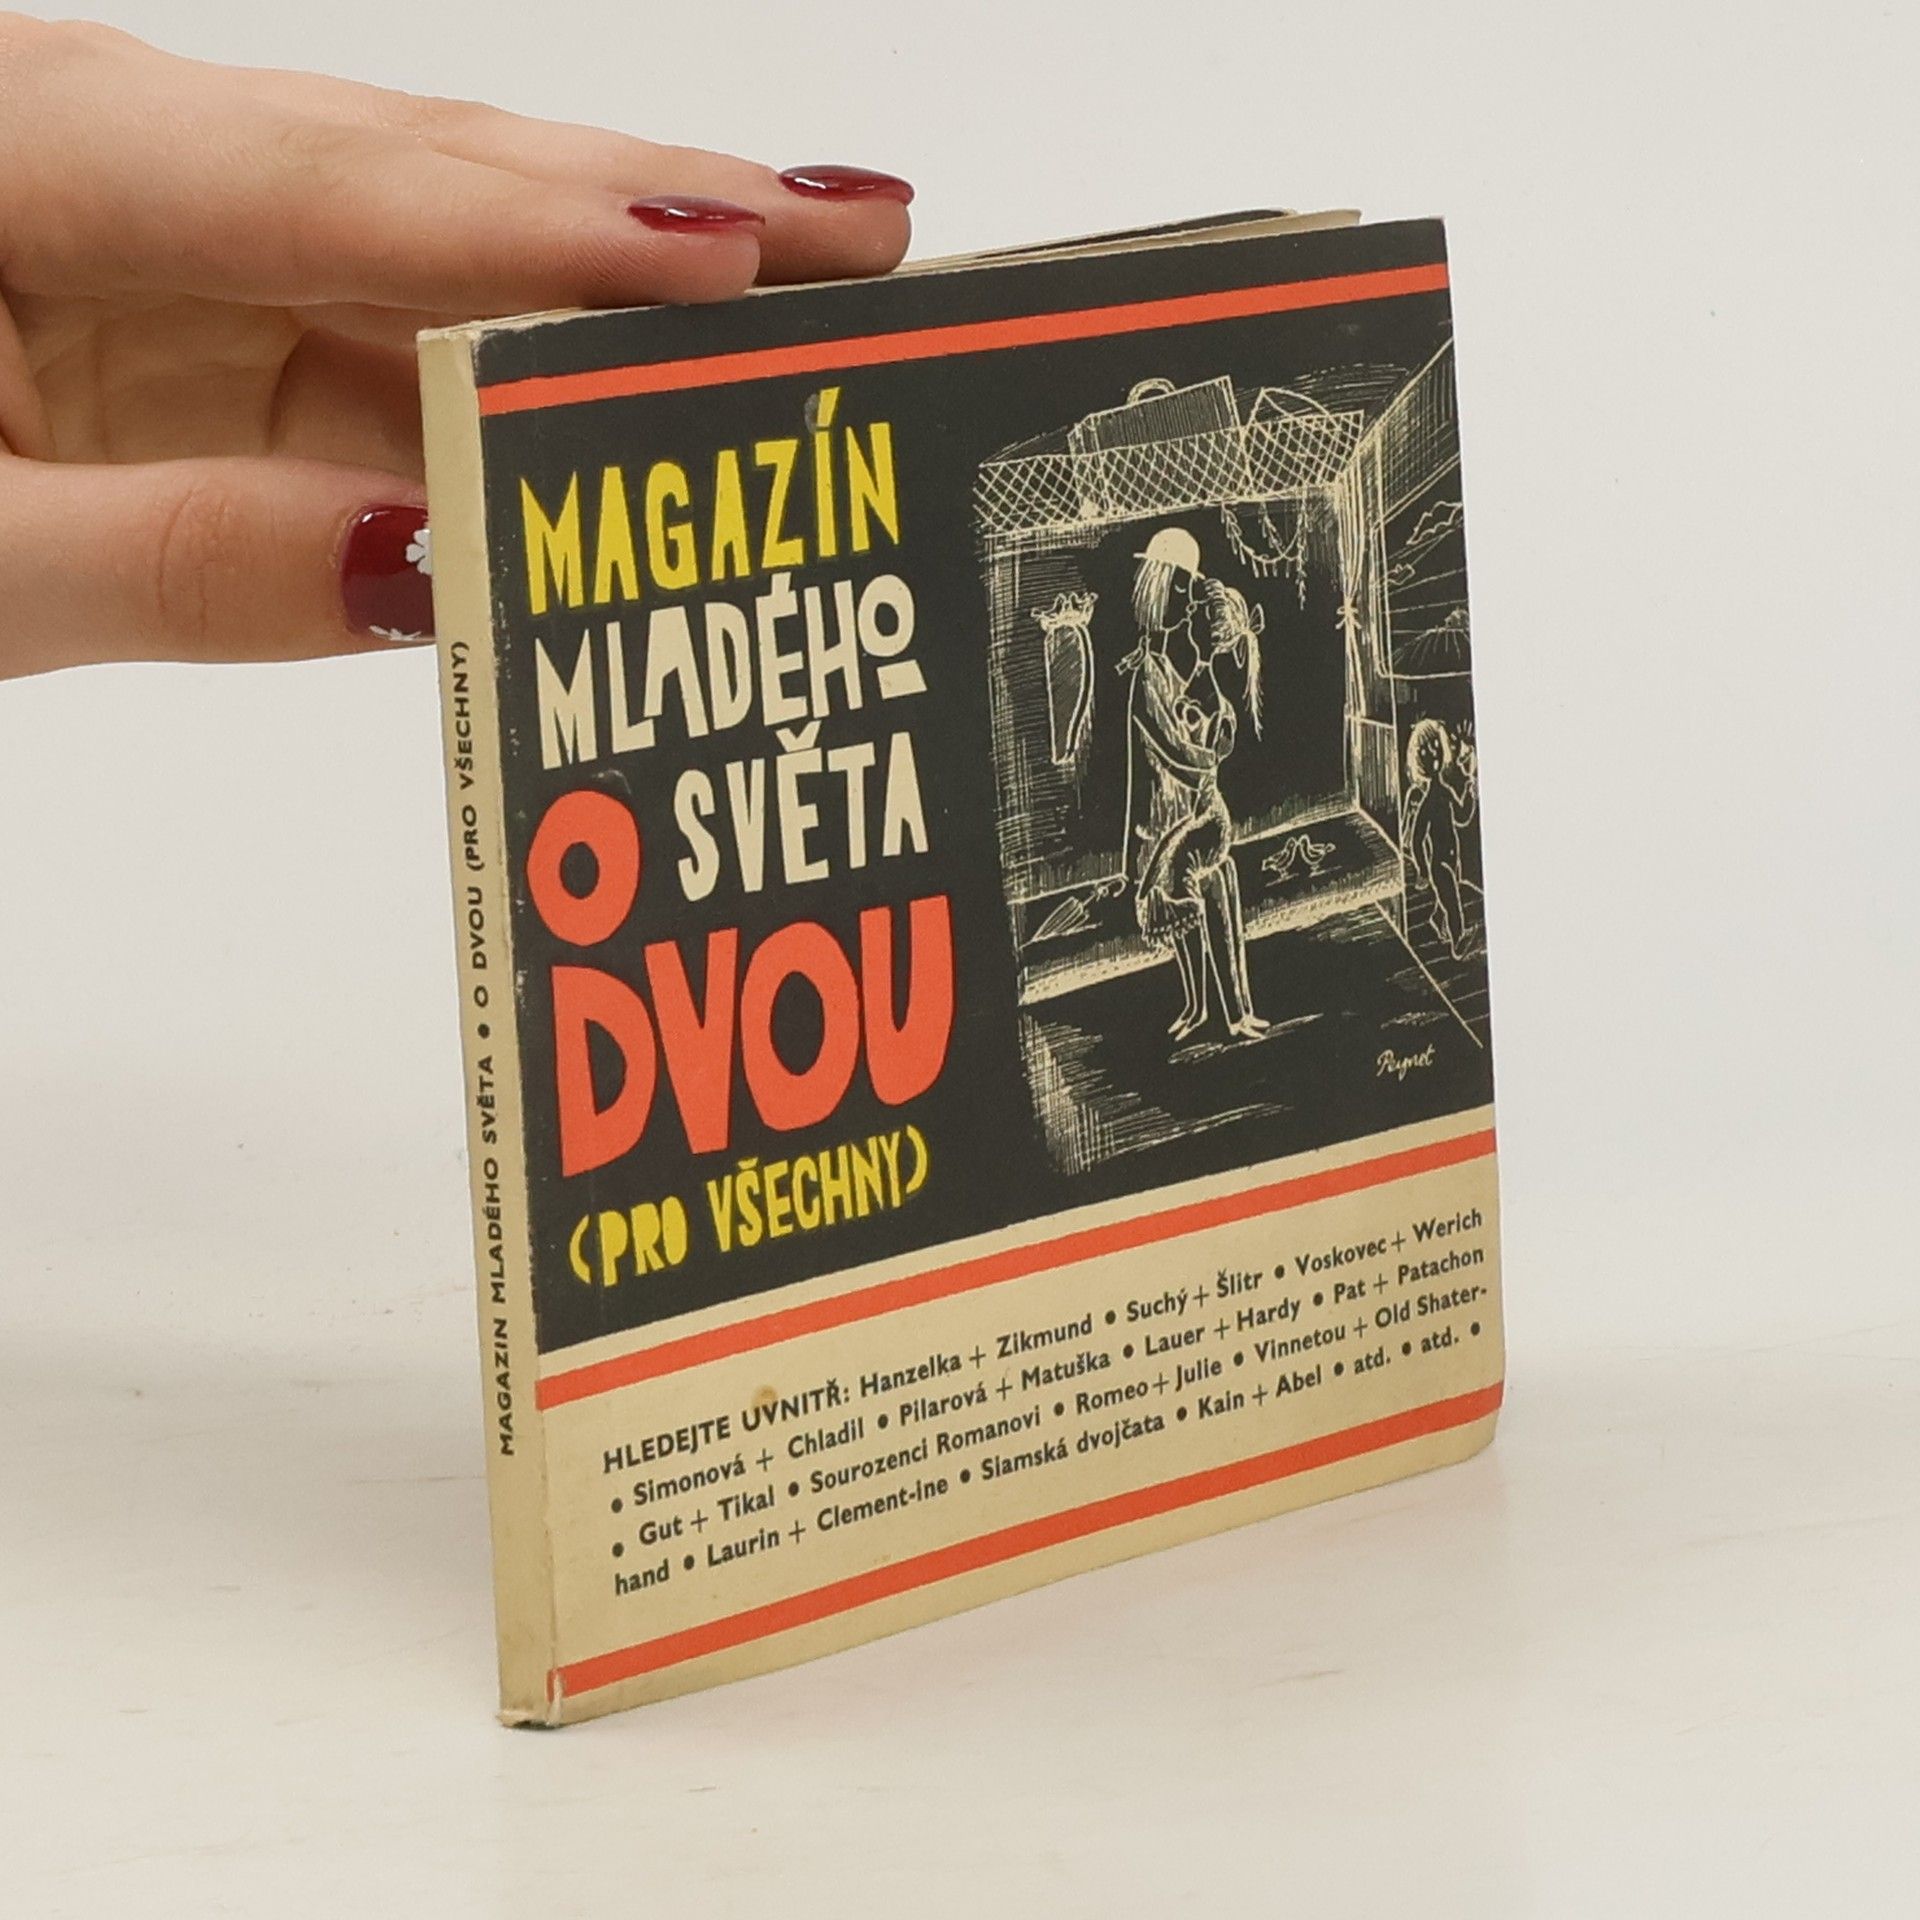 MAGAZIN MLADÉHO SVĚTA • O DVOU (PRO VŠECHNY)
MAGAZÍN
MLADÉHO
SVĚTA
O
DVOU
(PRO VŠECHNY)
Peynet
HLEDEJTE UVNITŘ: Hanzelka + Zikmund • Suchý + Šlitr • Voskovec + Werich
• Simonová + Chladil • Pilarová + Matuška • Lauer + Hardy • Pat + Patachon
• Gut + Tikal • Sourozenci Romanovi • Romeo + Julie • Vinnetou + Old Shater-
hand • Laurin + Clement-ine • Siamská dvojčata • Kain + Abel • atd. • atd. •